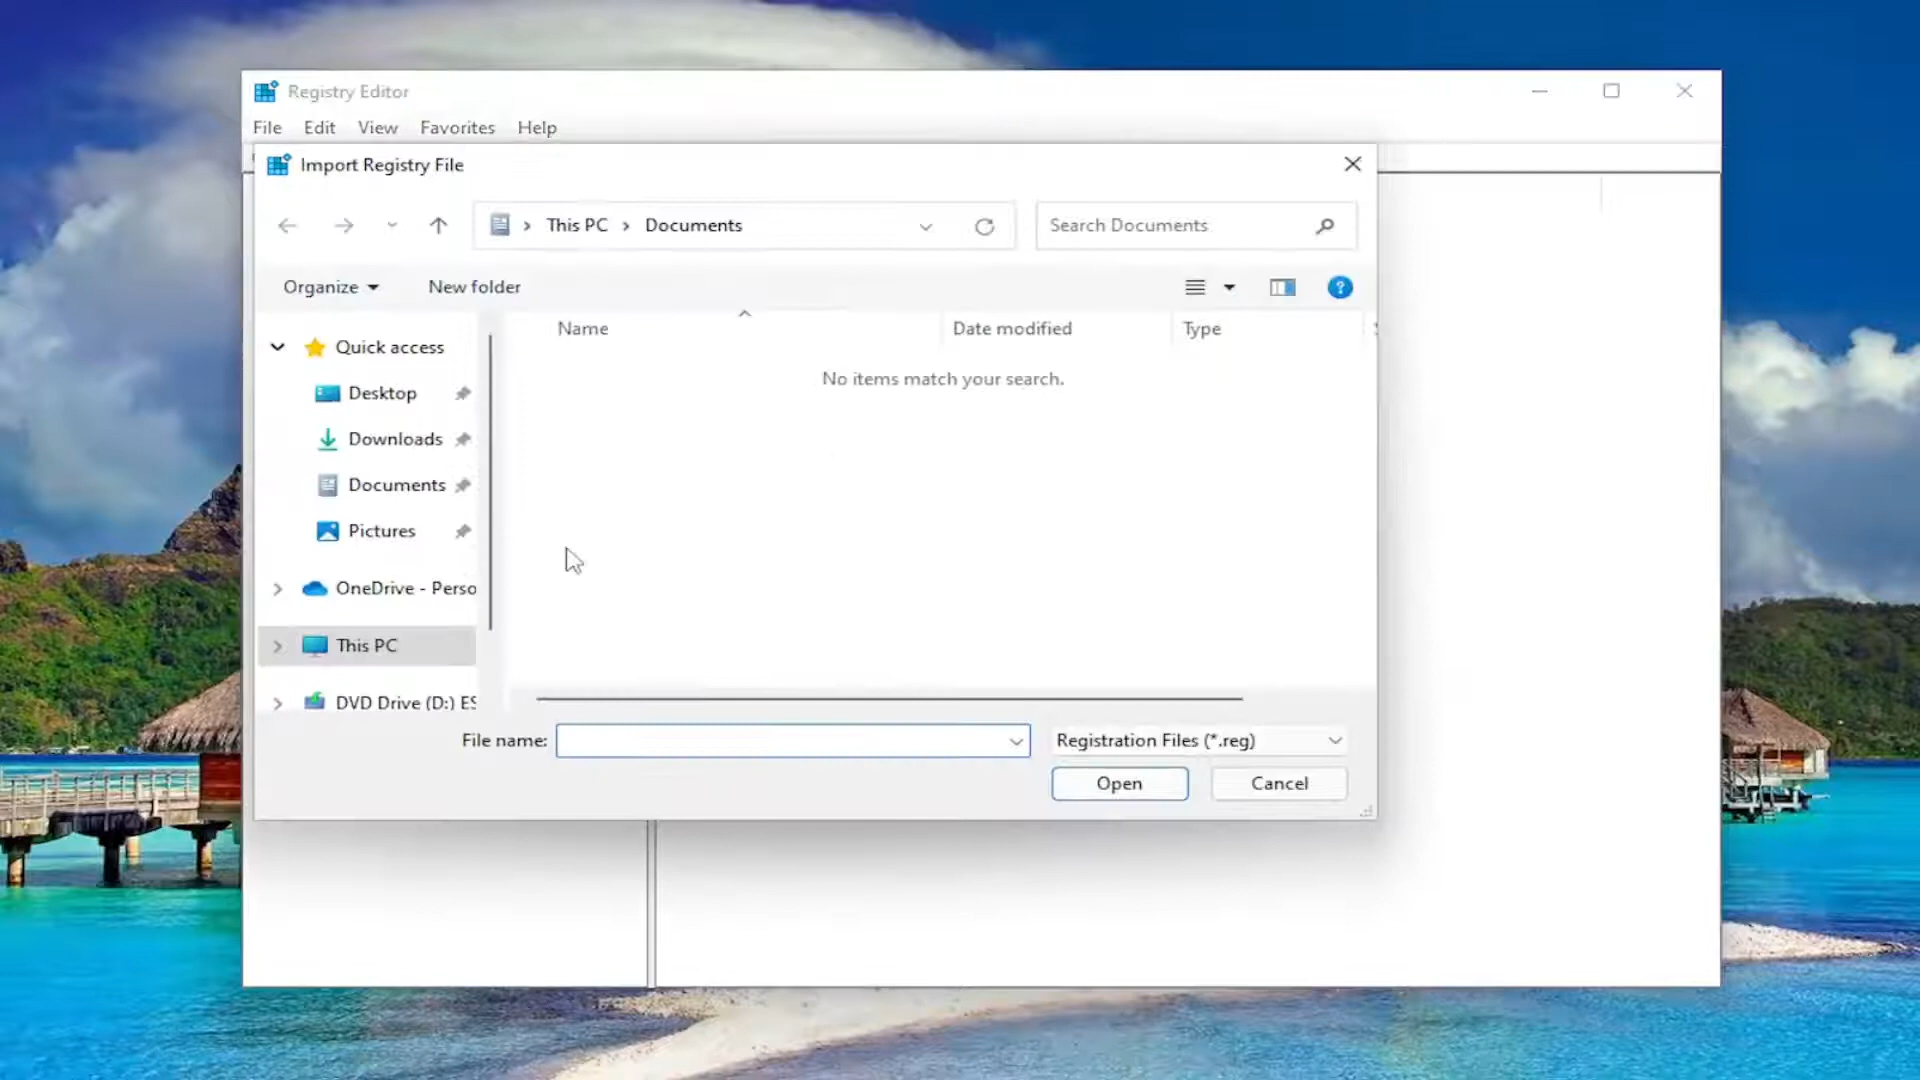 Registry Editor
File Edit View Favorites Help
Import Registry File
This PC > Documents
Search Documents
Organize
New folder
?
Name Date modified Type
No items match your search.
Quick access
Desktop
Downloads
Documents
Pictures
OneDrive - Perso
This PC
DVD Drive (D:) ES
File name:
Registration Files (*.reg)
Open Cancel